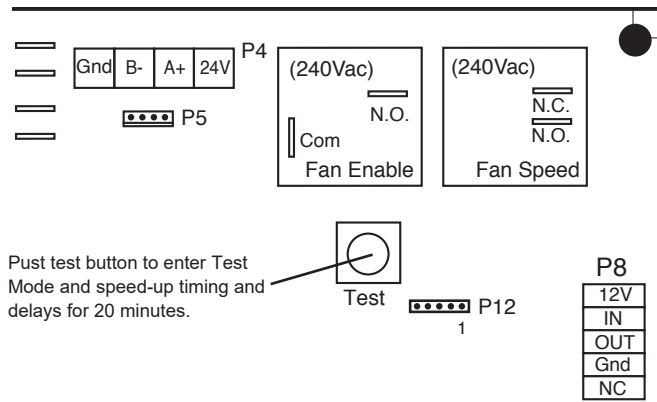 Gnd B- A+ 24V P4
P5
(240Vac)
N.O.
Com
Fan Enable
(240Vac)
N.C.
N.O.
Fan Speed
Pust test button to enter Test
Mode and speed-up timing and
delays for 20 minutes.
Test
P12
1
P8
12V
IN
OUT
Gnd
NC